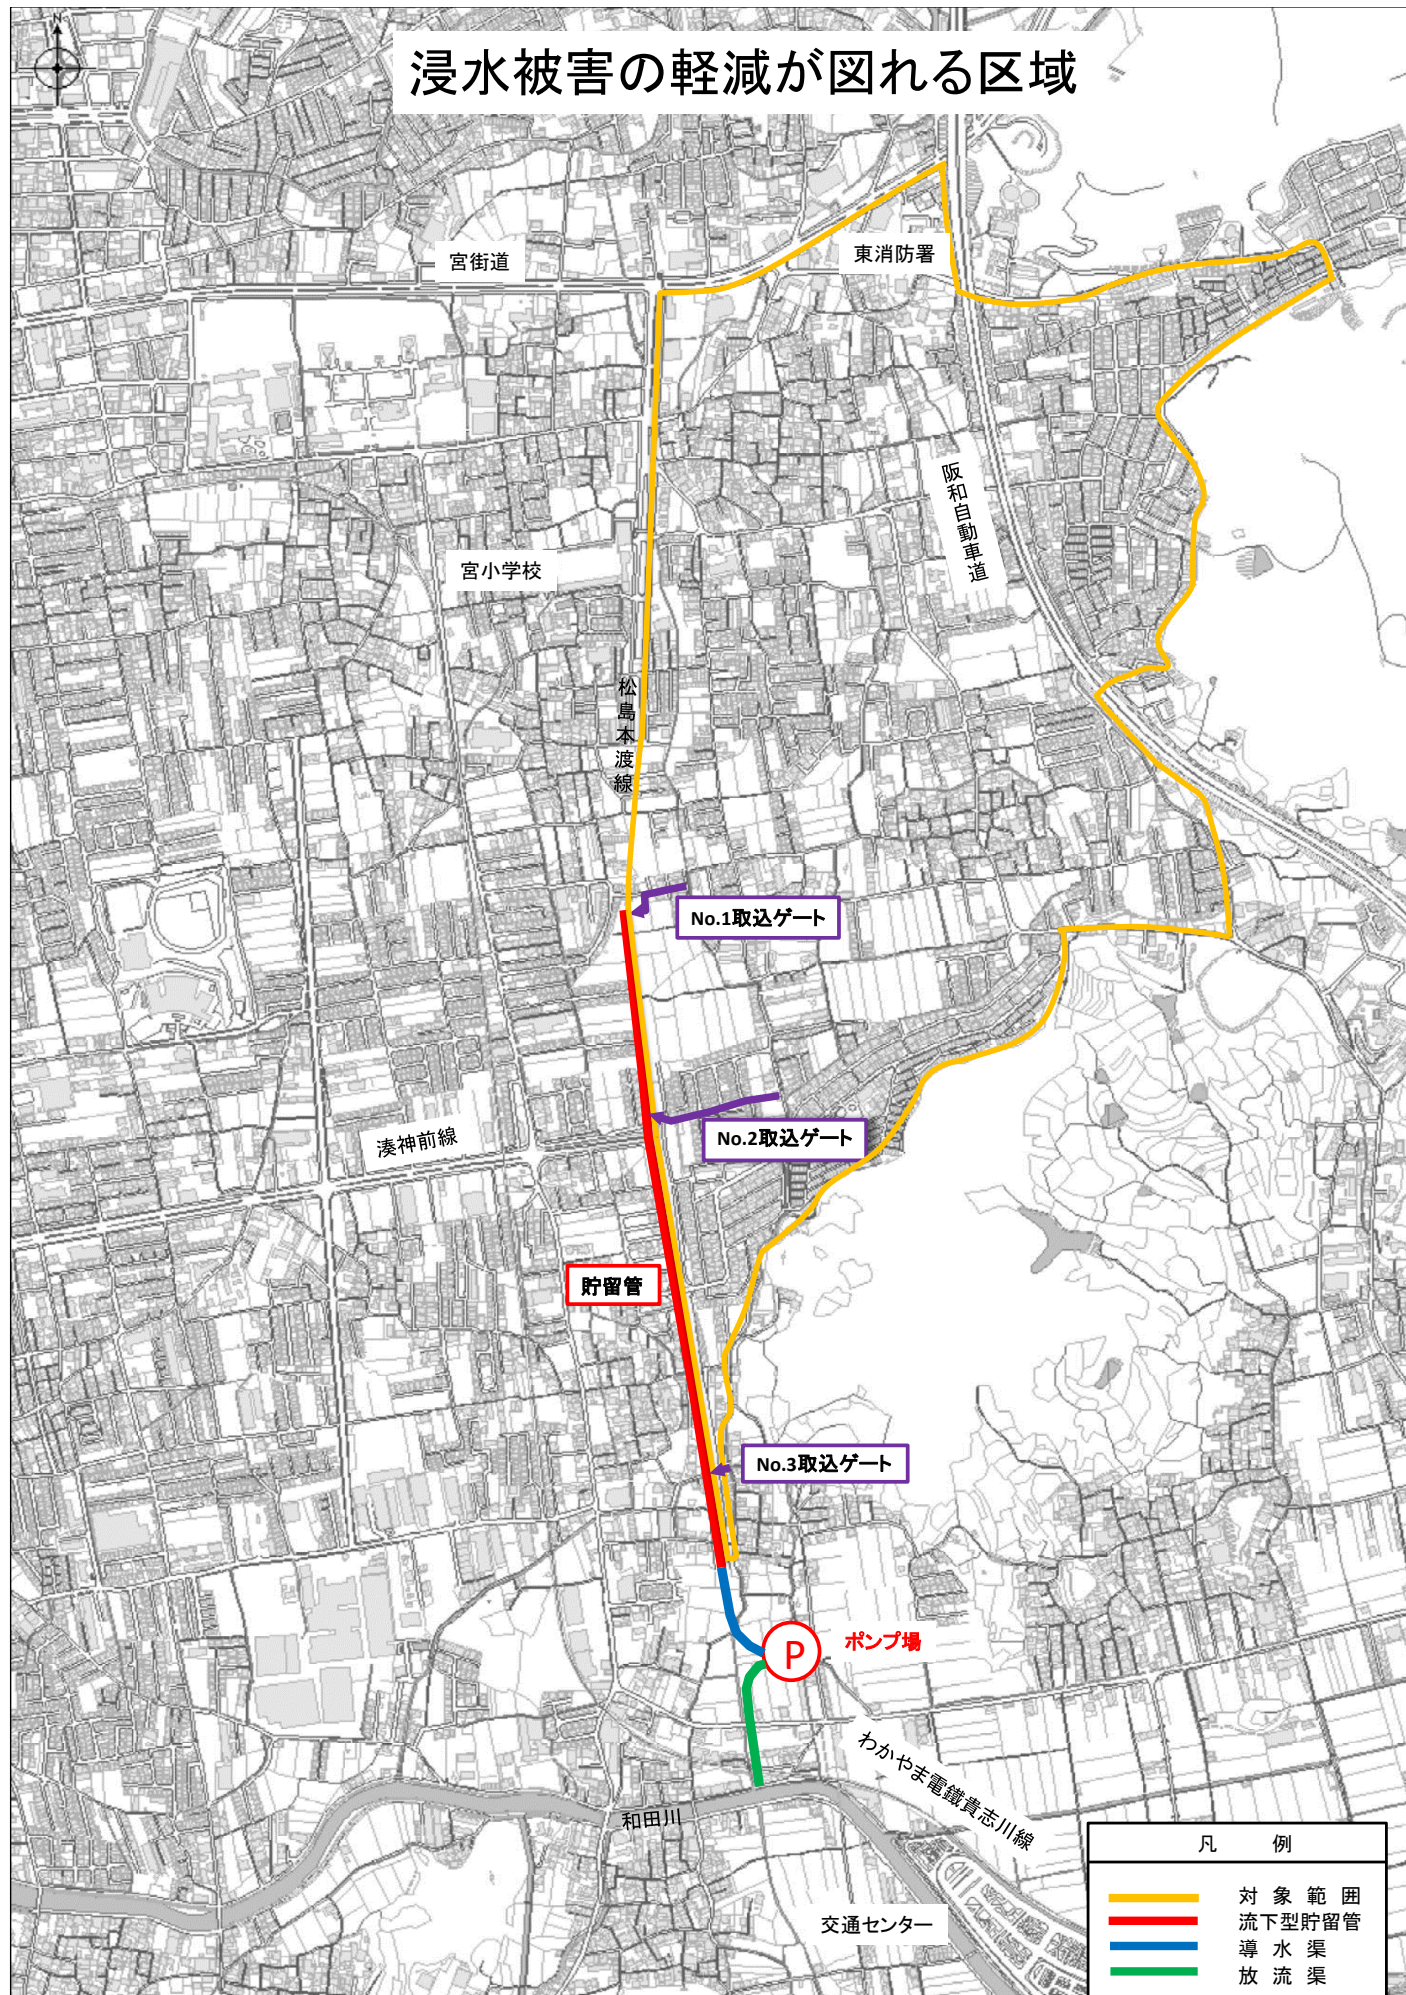 N
浸水被害の軽減が図れる区域
宮街道
東消防署
阪和自動車道
宮小学校
松島本渡線
No.1取込ゲート
No.2取込ゲート
湊神前線
貯留管
No.3取込ゲート
P
ポンプ場
わかやま電鐵貴志川線
和田川
交通センター
凡 例
対 象 範 囲
流下型貯留管
導 水 渠
放 流 渠